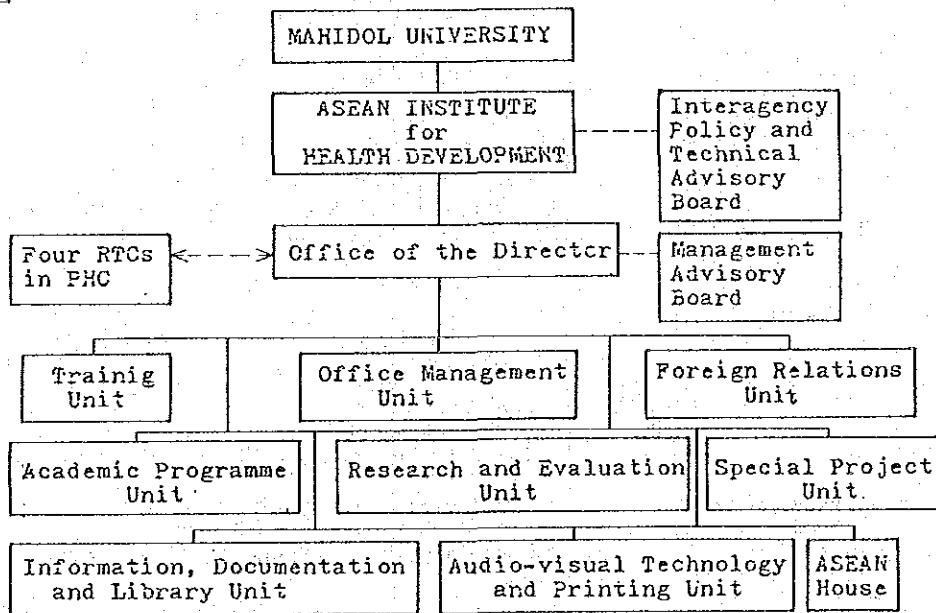 MAHIDOL UNIVERSITY
ASEAN INSTITUTE
for
HEALTH DEVELOPMENT
Interagency
Policy and
Technical
Advisory
Board
Four RTCs
in PHC
Office of the Director
Management
Advisory
Board
Trainig
Unit
Office Management
Unit
Foreign Relations
Unit
Academic Programme
Unit
Research and Evaluation
Unit
Special Project
Unit
Information, Documentation
and Library Unit
Audio-visual Technology
and Printing Unit
ASEAN
House